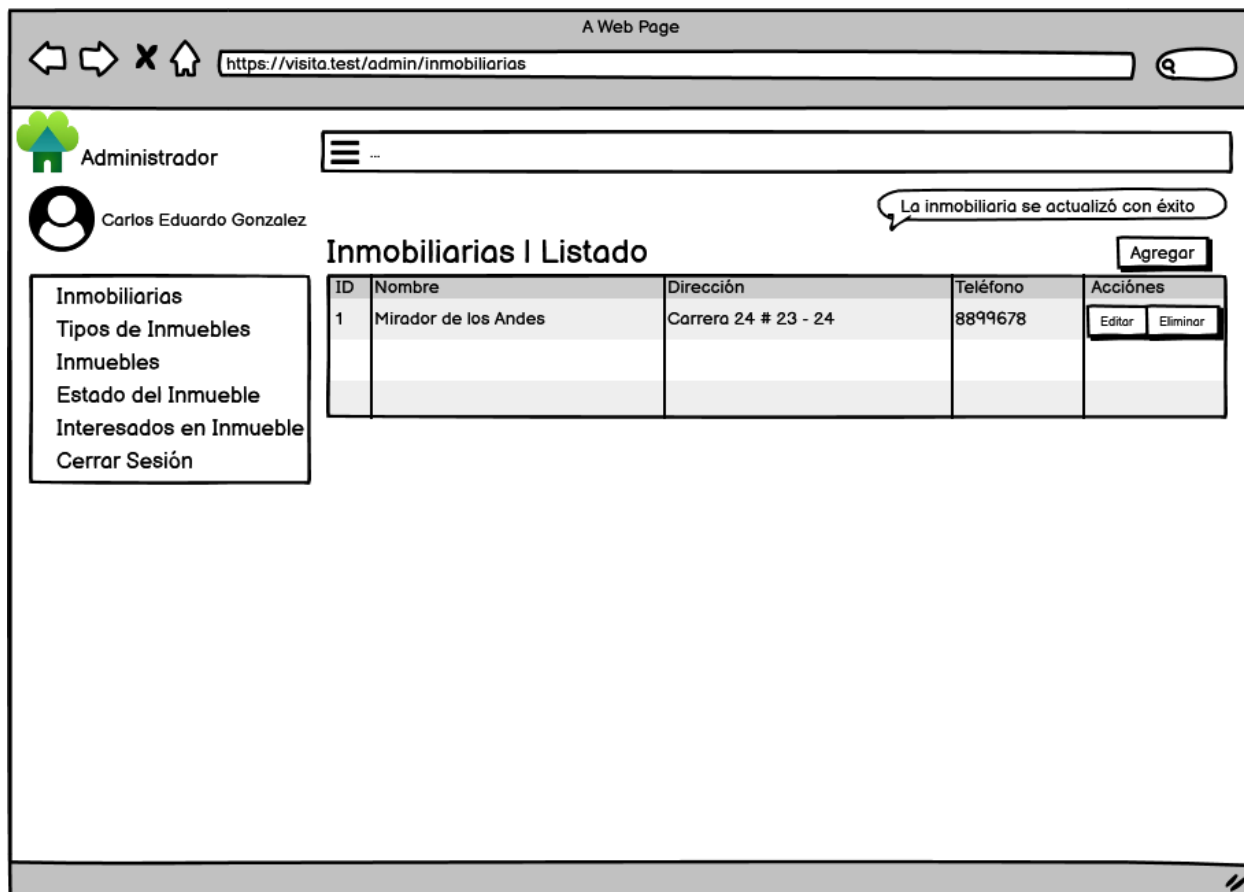 A Web Page
https://visita.test/admin/inmobiliarias
Administrador
...
Carlos Eduardo Gonzalez
La inmobiliaria se actualizó con éxito
Inmobiliarias | Listado
Agregar
Inmobiliarias
Tipos de Inmuebles
Inmuebles
Estado del Inmueble
Interesados en Inmueble
Cerrar Sesión
ID Nombre Dirección Teléfono Acciónes
1 Mirador de los Andes Carrera 24 # 23 - 24 8899678 Editar Eliminar